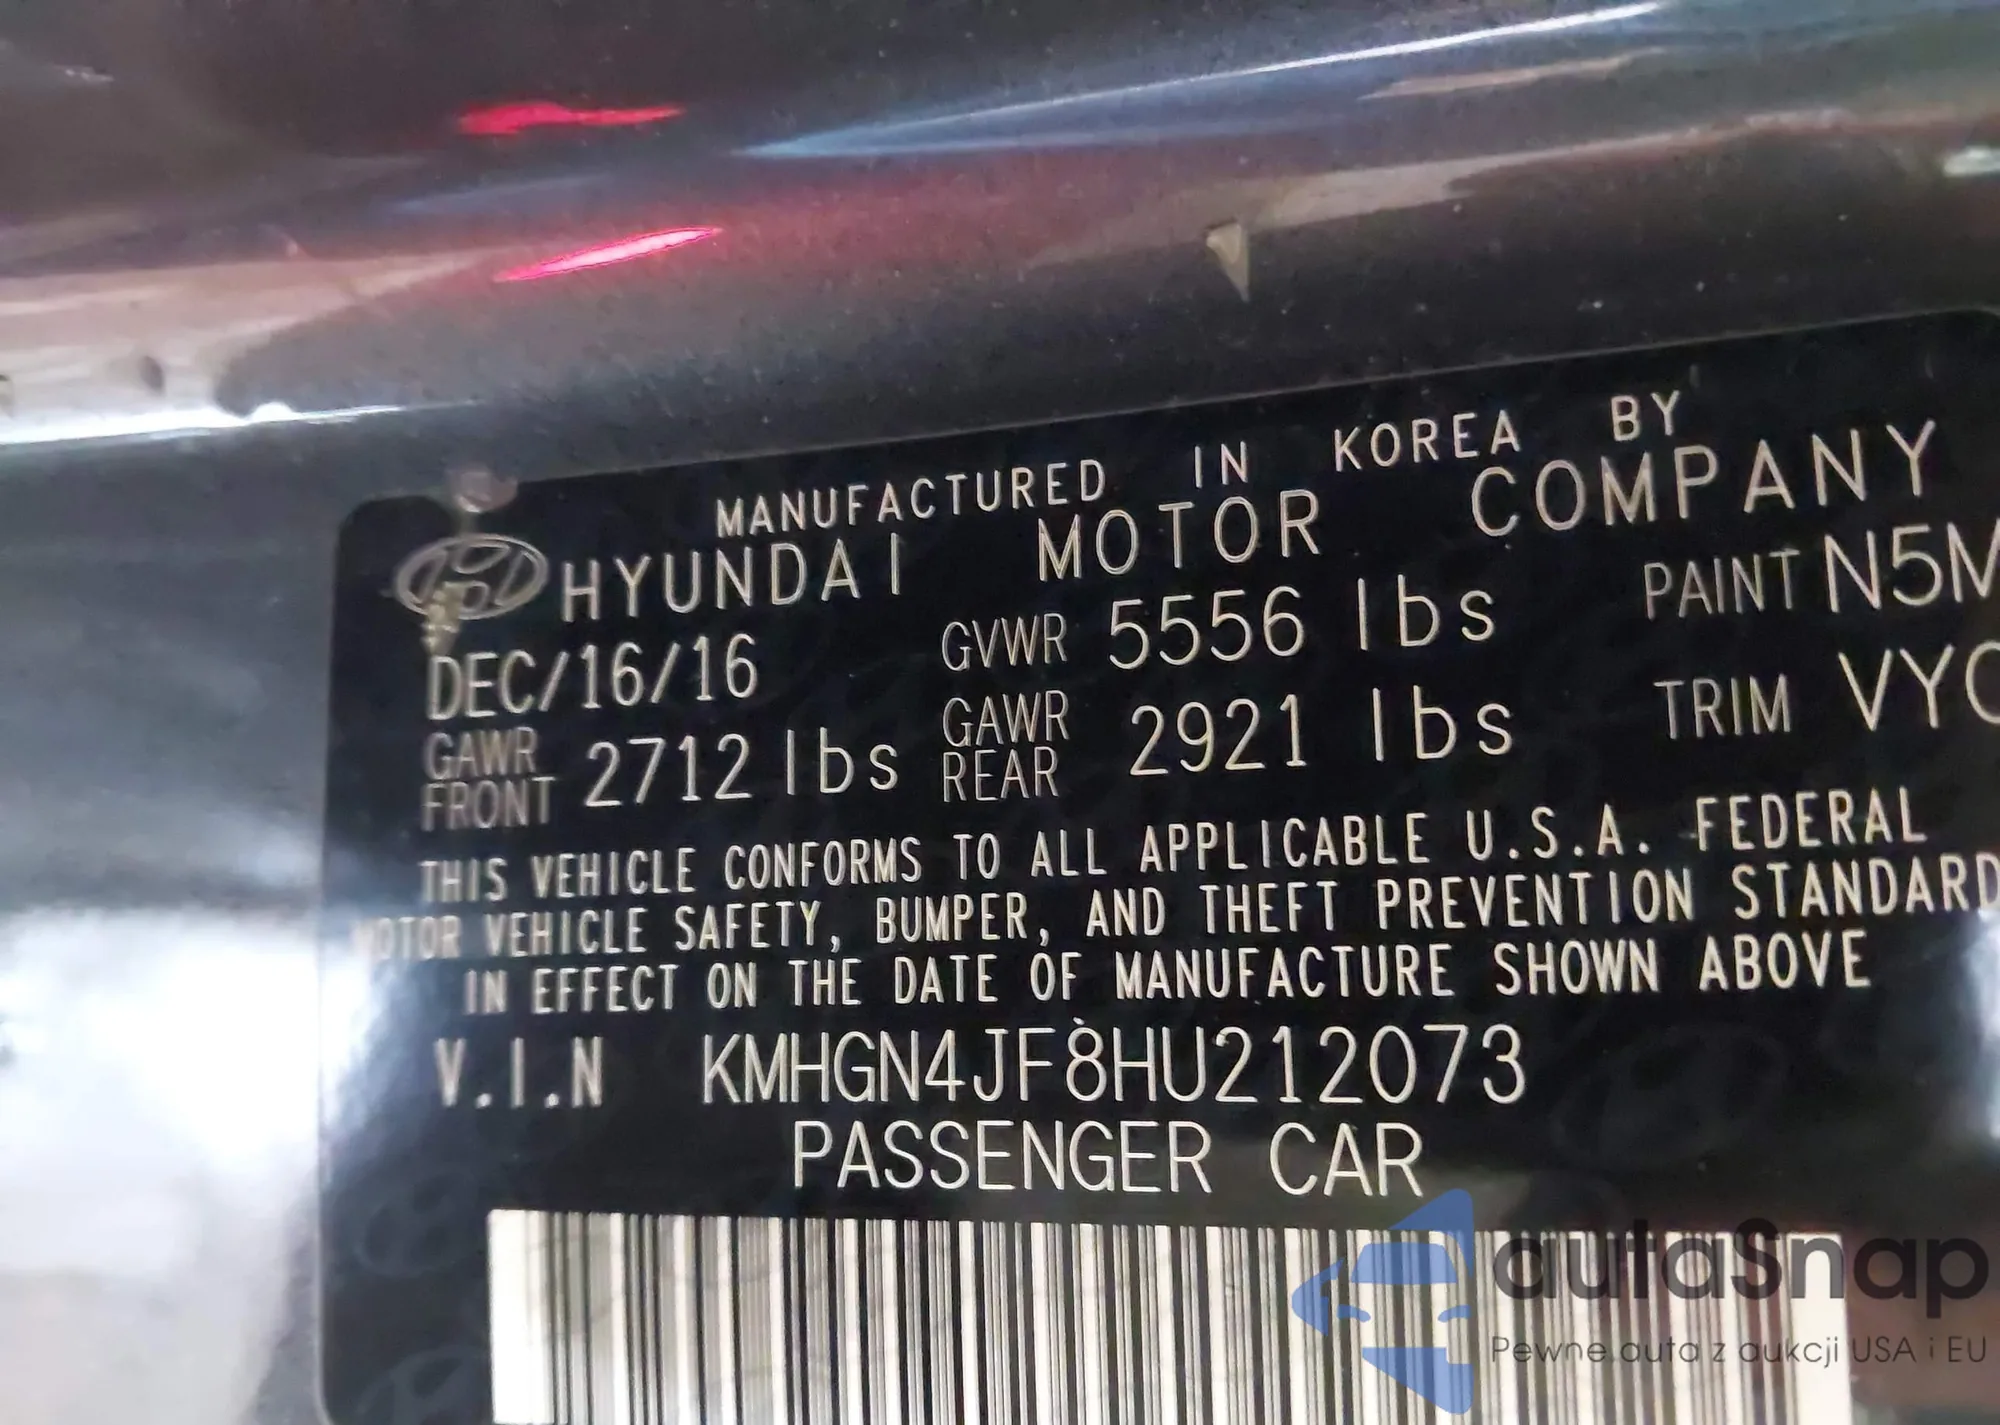 MANUFACTURED IN KOREA BY
HYUNDAI MOTOR COMPANY
DEC/16/16 GVWR 5556 lbs PAINT N5M
GAWR FRONT 2712 lbs GAWR REAR 2921 lbs TRIM VYC
THIS VEHICLE CONFORMS TO ALL APPLICABLE U.S.A. FEDERAL
MOTOR VEHICLE SAFETY, BUMPER, AND THEFT PREVENTION STANDARD
IN EFFECT ON THE DATE OF MANUFACTURE SHOWN ABOVE
V.I.N KMHGN4JF8HU212073
PASSENGER CAR
autaSnap
Pewne auta z aukcji USA i EU